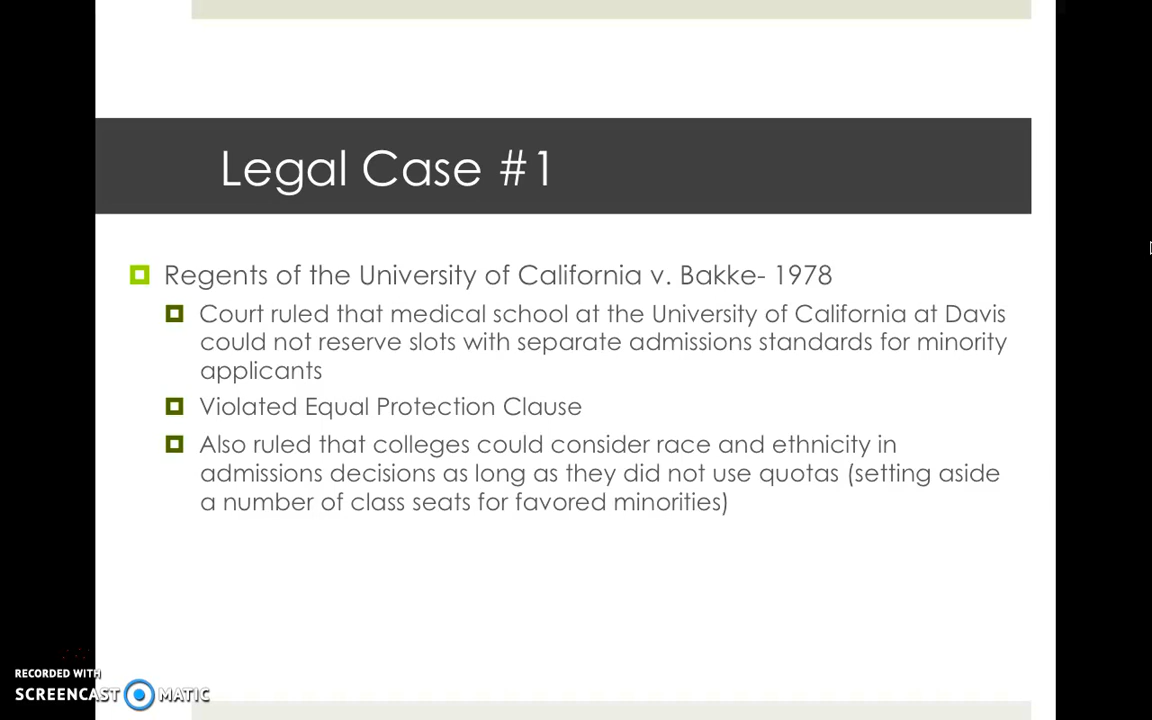 Legal Case #1
Regents of the University of California v. Bakke- 1978
Court ruled that medical school at the University of California at Davis
could not reserve slots with separate admissions standards for minority
applicants
Violated Equal Protection Clause
Also ruled that colleges could consider race and ethnicity in
admissions decisions as long as they did not use quotas (setting aside
a number of class seats for favored minorities)
RECORDED WITH
SCREENCAST MATIC